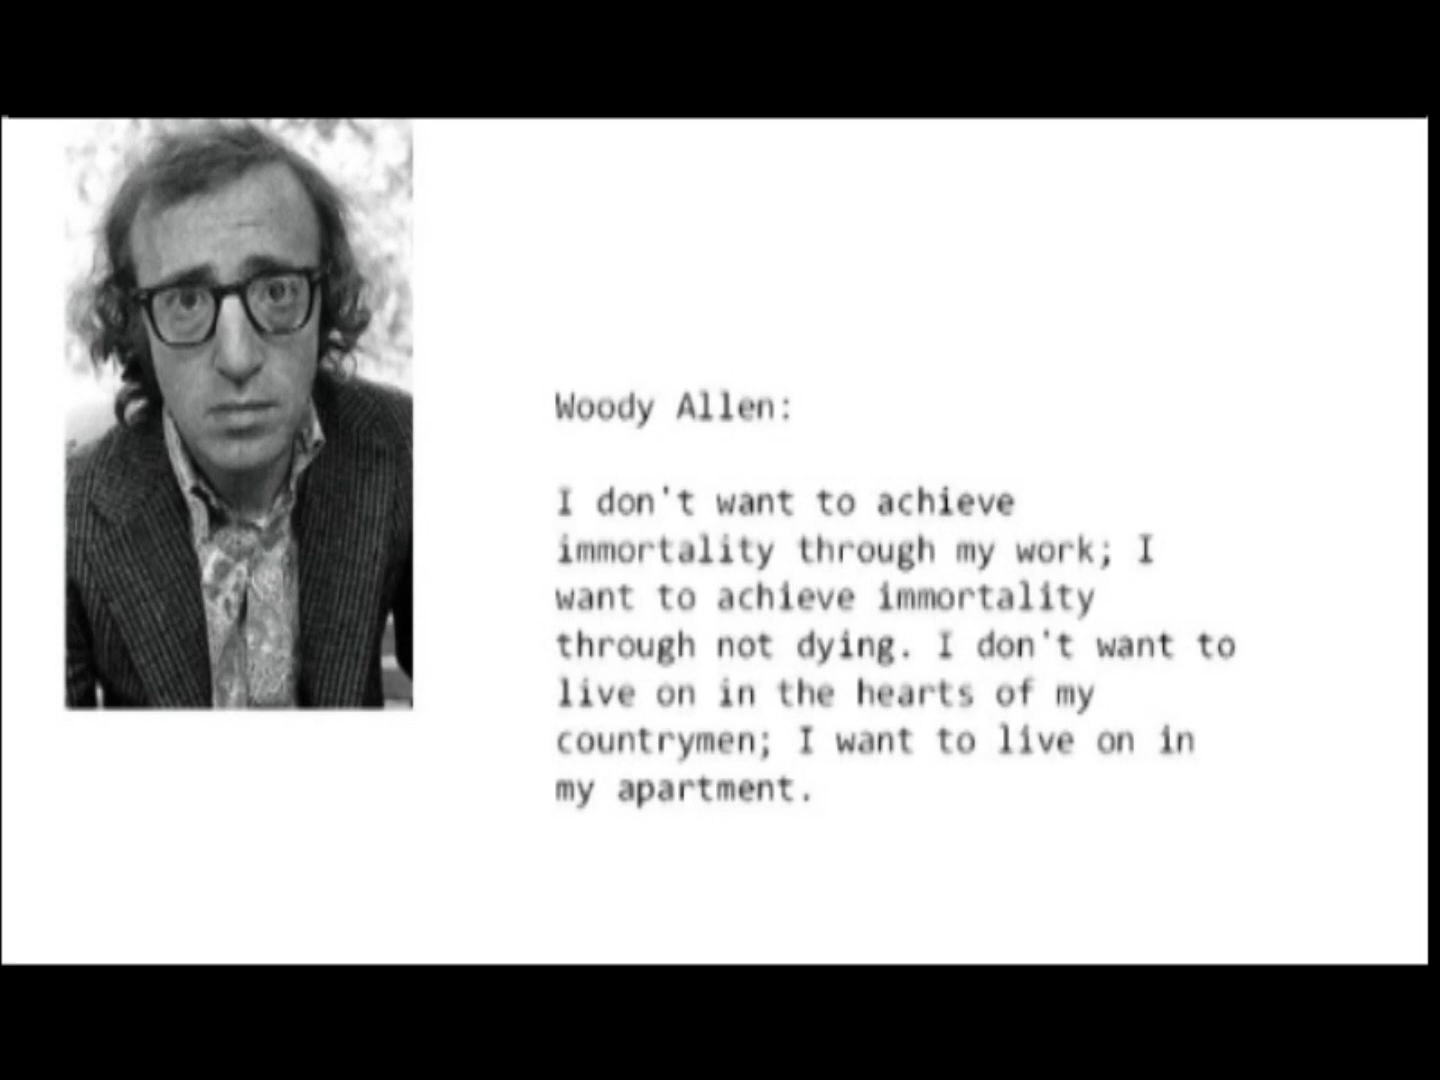 Woody Allen:
I don't want to achieve
immortality through my work; I
want to achieve immortality
through not dying. I don't want to
live on in the hearts of my
countrymen; I want to live on in
my apartment.